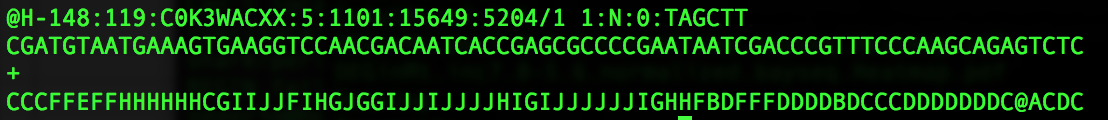 @H-148:119:C0K3WACXX:5:1101:15649:5204/1 1:N:0:TAGCTT
CGATGTAATGAAAGTGAAGGTCCAACGACAATCACCGAGCGCCCCGAATAATCGACCCGTTTCCCAAGCAGAGTCTC
+
CCCFFEFFHHHHHHCGIIJJFIHGJGGIJJIJJJJHIGIJJJJJJIGHHFBDFFFDDDDBDCCCDDDDDDDC@ACDC